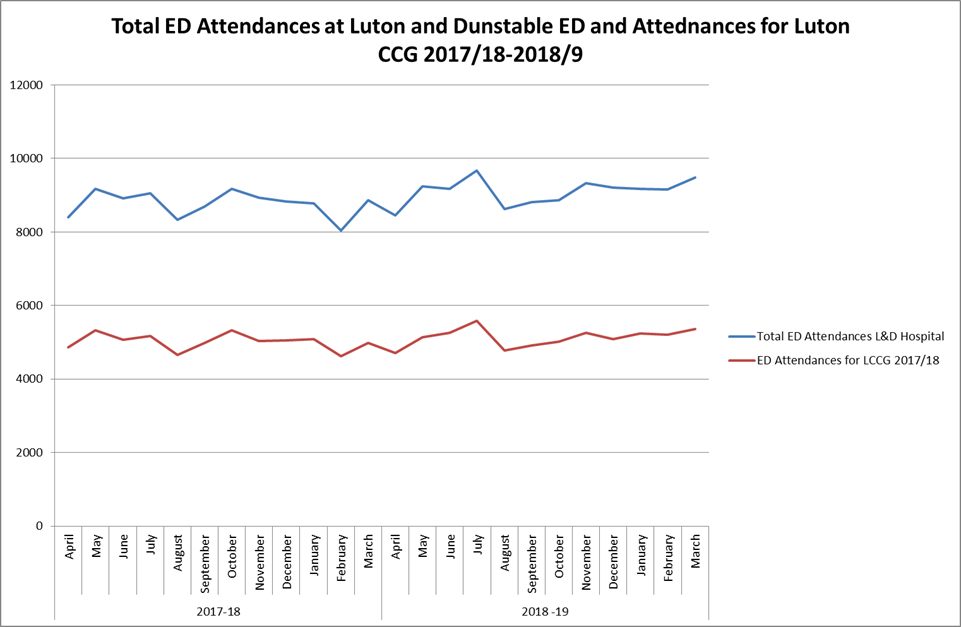 Total ED Attendances at Luton and Dunstable ED and Attednances for Luton
CCG 2017/18-2018/9
12000
10000
8000
6000
4000
2000
0
Total ED Attendances L&D Hospital
ED Attendances for LCCG 2017/18
April
May
June
July
August
September
October
November
December
January
February
March
April
May
June
July
August
September
October
November
December
January
February
March
2017-18
2018 -19